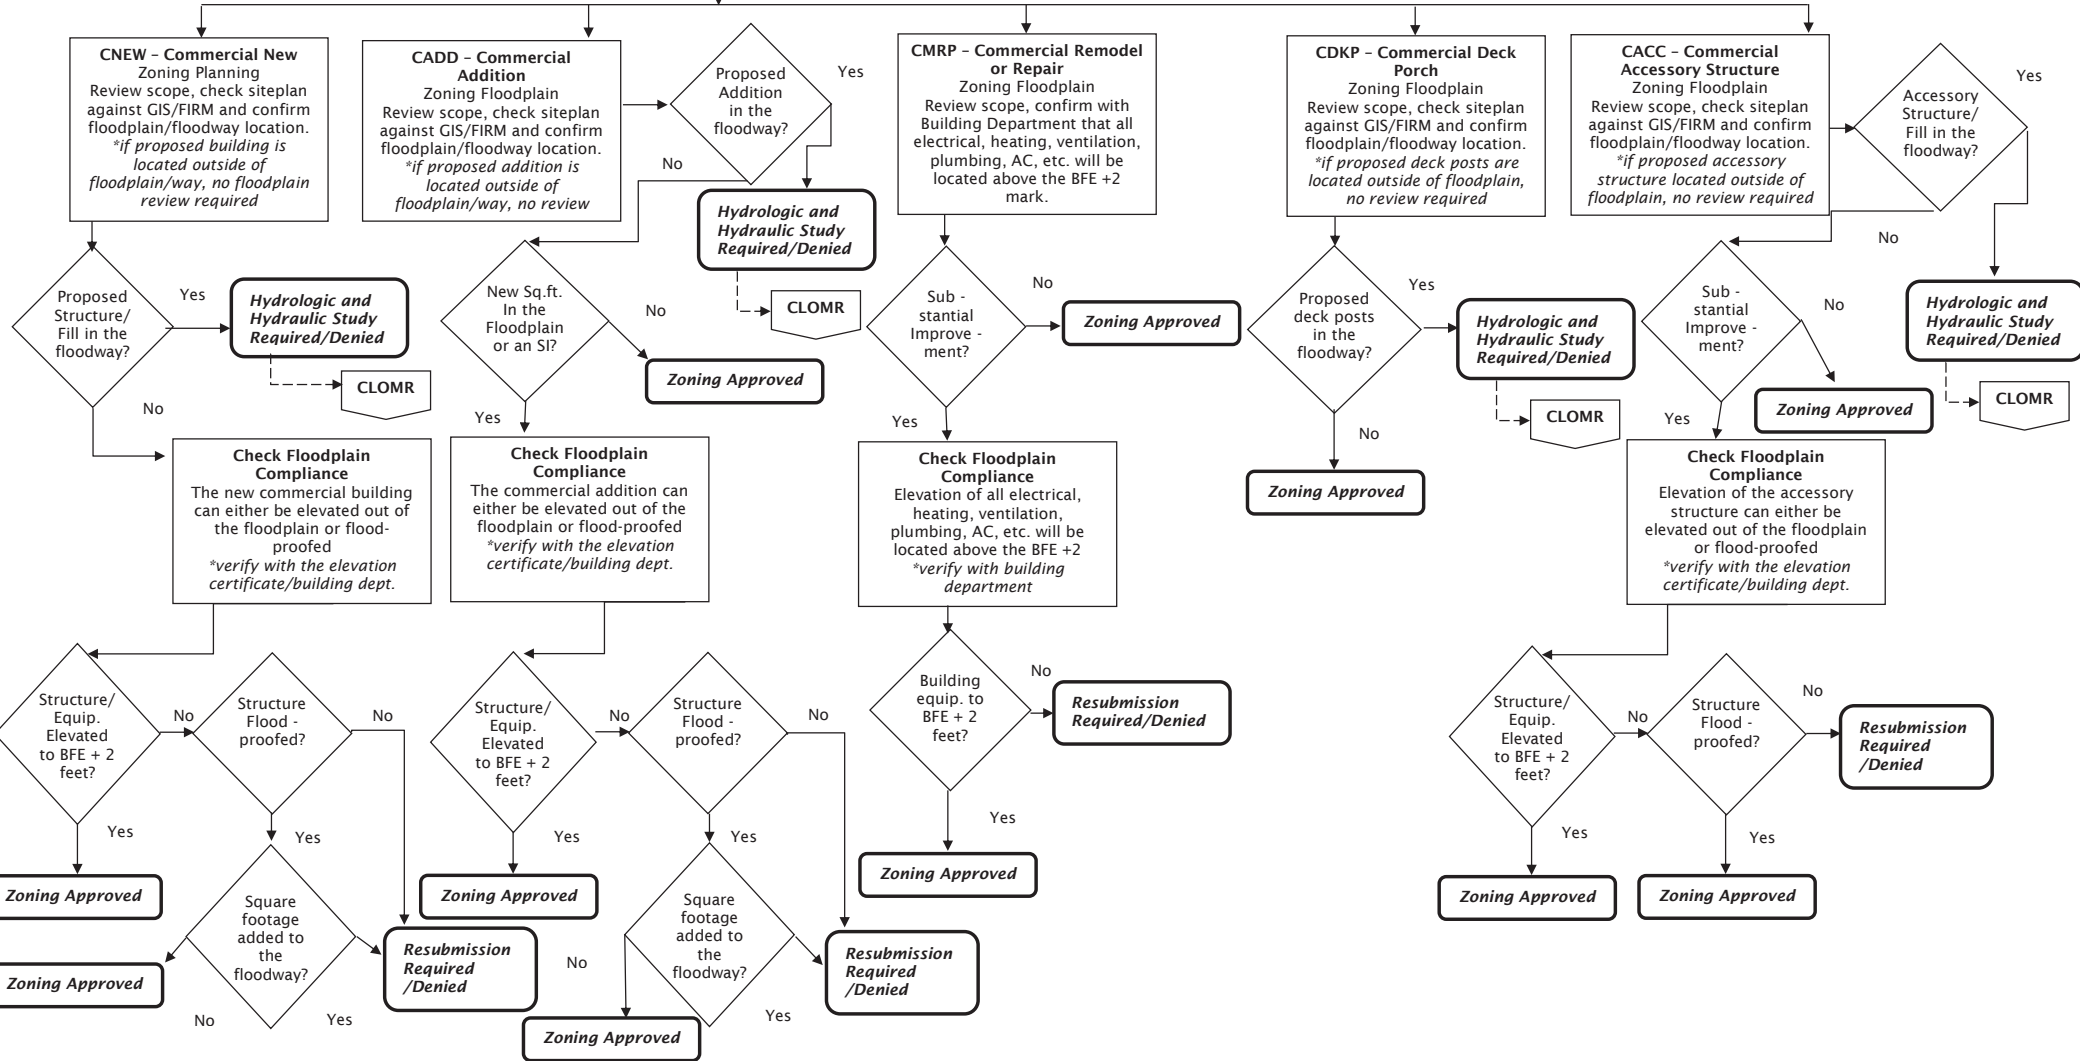 CNEW – Commercial New
Zoning Planning
Review scope, check siteplan
against GIS/FIRM and confirm
floodplain/floodway location.
*if proposed building is
located outside of
floodplain/way, no floodplain
review required
Proposed
Structure/
Fill in the
floodway?
Yes
Hydrologic and
Hydraulic Study
Required/Denied
CLOMR
No
Check Floodplain
Compliance
The new commercial building
can either be elevated out of
the floodplain or flood-
proofed
*verify with the elevation
certificate/building dept.
Structure/
Equip.
Elevated
to BFE + 2
feet?
No
Structure
Flood -
proofed?
No
Yes
Zoning Approved
Yes
Square
footage
added to
the
floodway?
Resubmission
Required
/Denied
Zoning Approved
No
Yes
CADD – Commercial
Addition
Zoning Floodplain
Review scope, check siteplan
against GIS/FIRM and confirm
floodplain/floodway location.
*if proposed addition is
located outside of
floodplain/way, no review
Proposed
Addition
in the
floodway?
Yes
No
Hydrologic and
Hydraulic Study
Required/Denied
CLOMR
New Sq.ft.
In the
Floodplain
or an SI?
No
Zoning Approved
Yes
Check Floodplain
Compliance
The commercial addition can
either be elevated out of the
floodplain or flood-proofed
*verify with the elevation
certificate/building dept.
Structure/
Equip.
Elevated
to BFE + 2
feet?
No
Structure
Flood -
proofed?
No
Yes
Zoning Approved
Yes
Square
footage
added to
the
floodway?
Resubmission
Required
/Denied
No
Yes
Zoning Approved
CMRP – Commercial Remodel
or Repair
Zoning Floodplain
Review scope, confirm with
Building Department that all
electrical, heating, ventilation,
plumbing, AC, etc. will be
located above the BFE +2
mark.
Sub -
stantial
Improve -
ment?
No
Zoning Approved
Yes
Check Floodplain
Compliance
Elevation of all electrical,
heating, ventilation,
plumbing, AC, etc. will be
located above the BFE +2
*verify with building
department
Building
equip. to
BFE + 2
feet?
No
Resubmission
Required/Denied
Yes
Zoning Approved
CDKP – Commercial Deck
Porch
Zoning Floodplain
Review scope, check siteplan
against GIS/FIRM and confirm
floodplain/floodway location.
*if proposed deck posts are
located outside of floodplain,
no review required
Proposed
deck posts
in the
floodway?
Yes
Hydrologic and
Hydraulic Study
Required/Denied
CLOMR
No
Zoning Approved
CACC – Commercial
Accessory Structure
Zoning Floodplain
Review scope, check siteplan
against GIS/FIRM and confirm
floodplain/floodway location.
*if proposed accessory
structure located outside of
floodplain, no review required
Accessory
Structure/
Fill in the
floodway?
Yes
No
Hydrologic and
Hydraulic Study
Required/Denied
CLOMR
Sub -
stantial
Improve -
ment?
No
Zoning Approved
Yes
Check Floodplain
Compliance
Elevation of the accessory
structure can either be
elevated out of the floodplain
or flood-proofed
*verify with the elevation
certificate/building dept.
Structure/
Equip.
Elevated
to BFE + 2
feet?
No
Structure
Flood -
proofed?
No
Resubmission
Required
/Denied
Yes
Zoning Approved
Yes
Zoning Approved